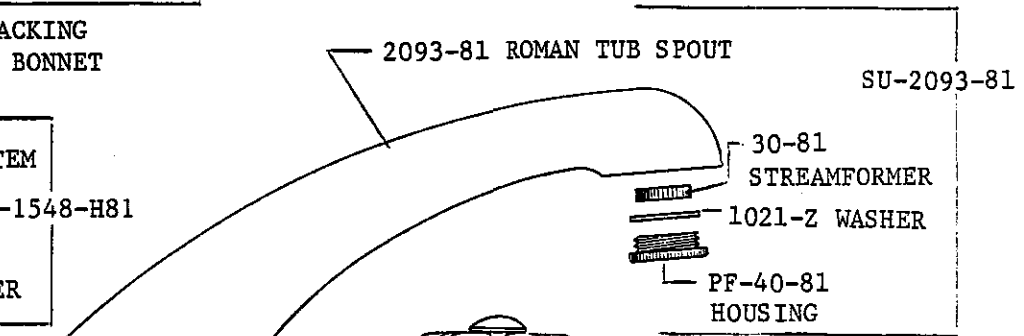 ACKING
BONNET
2093-81 ROMAN TUB SPOUT
SU-2093-81
TEM
-1548-H81
ER
30-81
STREAMFORMER
1021-Z WASHER
PF-40-81
HOUSING